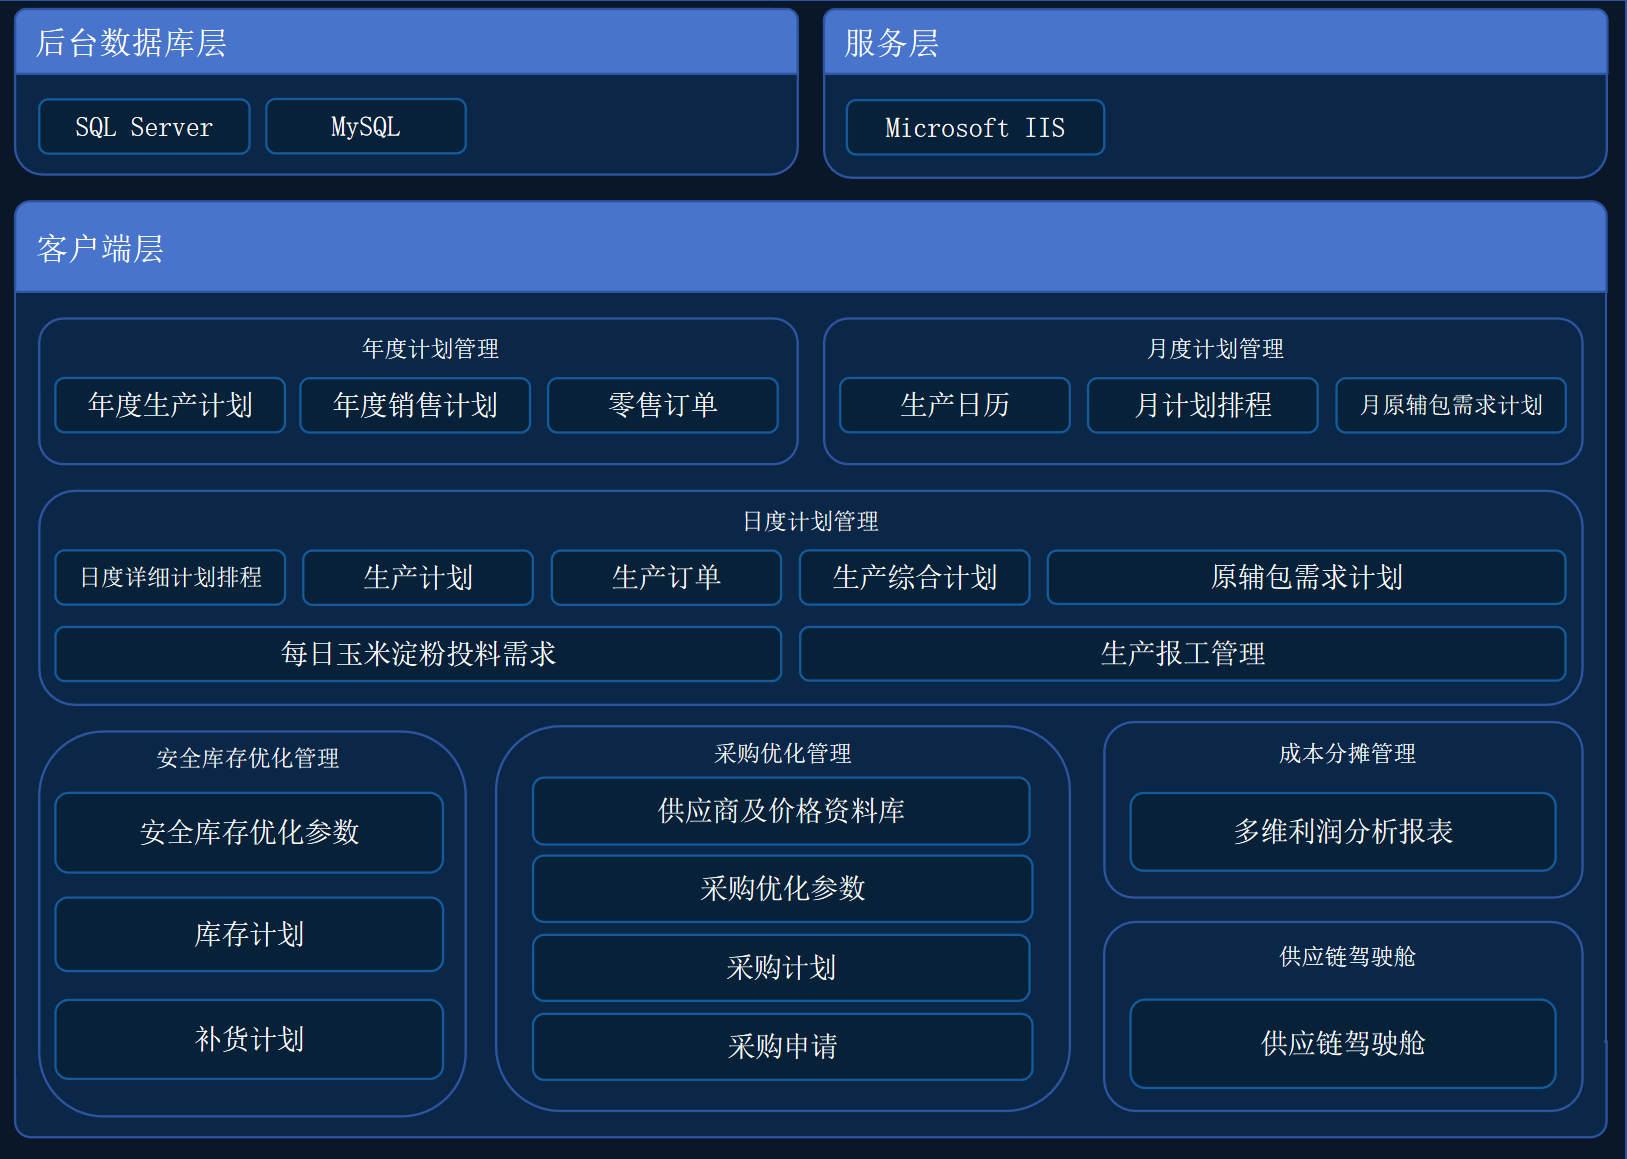 后台数据库层
SQL Server
MySQL
服务层
Microsoft IIS
客户端层
年度计划管理
年度生产计划
年度销售计划
零售订单
月度计划管理
生产日历
月计划排程
月原辅包需求计划
日度计划管理
日度详细计划排程
生产计划
生产订单
生产综合计划
原辅包需求计划
每日玉米淀粉投料需求
生产报工管理
安全库存优化管理
安全库存优化参数
库存计划
补货计划
采购优化管理
供应商及价格资料库
采购优化参数
采购计划
采购申请
成本分摊管理
多维利润分析报表
供应链驾驶舱
供应链驾驶舱